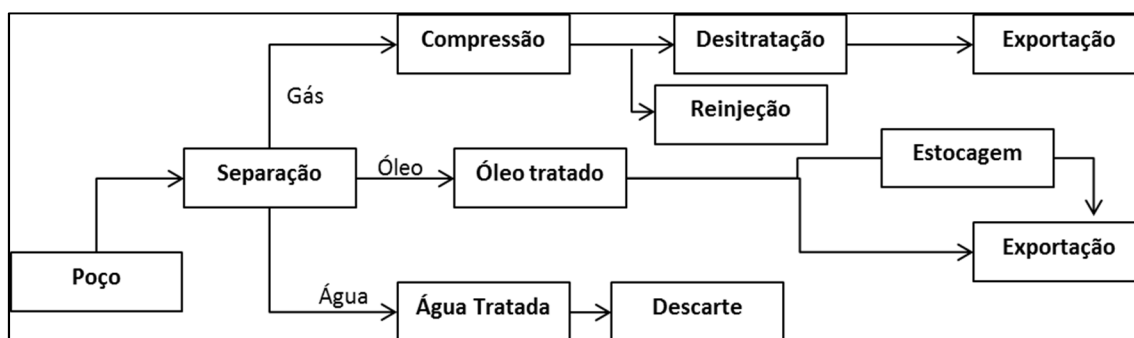 Compressão
Desitratação
Exportação
Gás
Reinjeção
Separação
Óleo
Óleo tratado
Estocagem
Exportação
Poço
Água
Água Tratada
Descarte